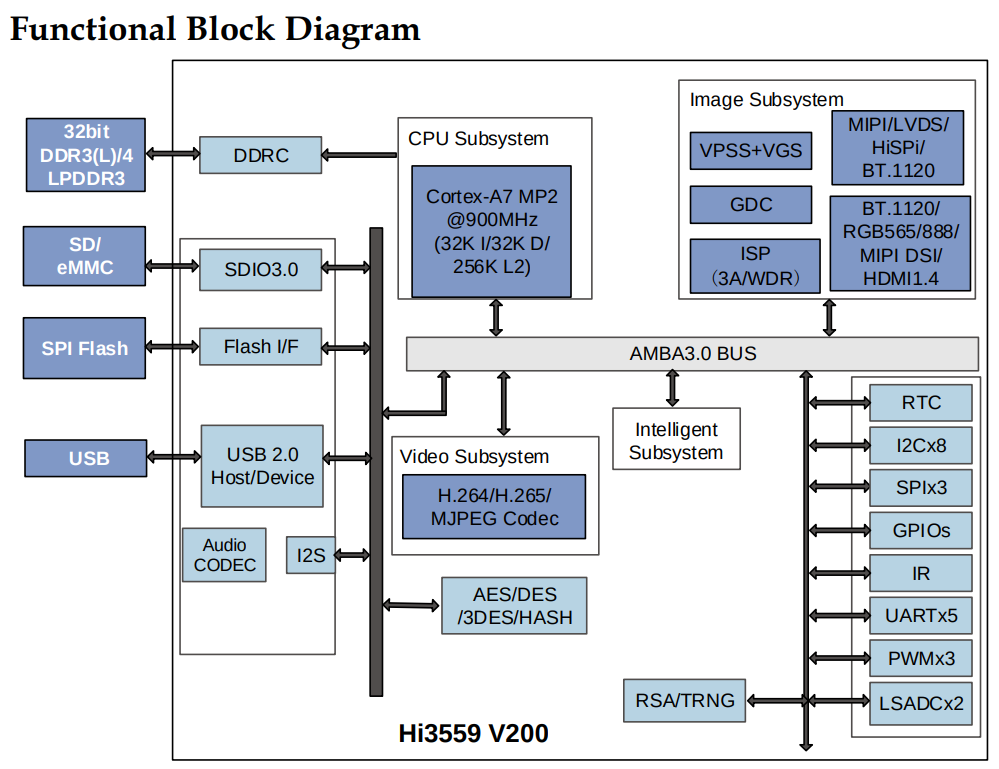 Functional Block Diagram
32bit
DDR3(L)/4
LPDDR3
DDRC
CPU Subsystem
Cortex-A7 MP2
@900MHz
(32K I/32K D/
256K L2)
Image Subsystem
VPSS+VGS
MIPI/LVDS/
HiSPi/
BT.1120
GDC
BT.1120/
RGB565/888/
MIPI DSI/
HDMI1.4
ISP
（3A/WDR）
SD/
eMMC
SDIO3.0
SPI Flash
Flash I/F
AMBA3.0 BUS
USB
USB 2.0
Host/Device
Video Subsystem
H.264/H.265/
MJPEG Codec
Intelligent
Subsystem
RTC
I2Cx8
SPIx3
GPIOs
IR
UARTx5
PWMx3
LSADCx2
Audio
CODEC
I2S
AES/DES
/3DES/HASH
RSA/TRNG
Hi3559 V200